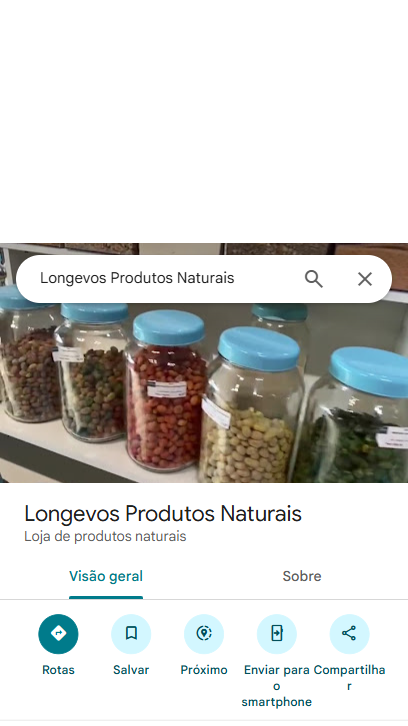 Longevos Produtos Naturais
Longevos Produtos Naturais
Loja de produtos naturais
Visão geral
Sobre
Rotas
Salvar
Próximo
Enviar para
o
smartphone
Compartilha
r